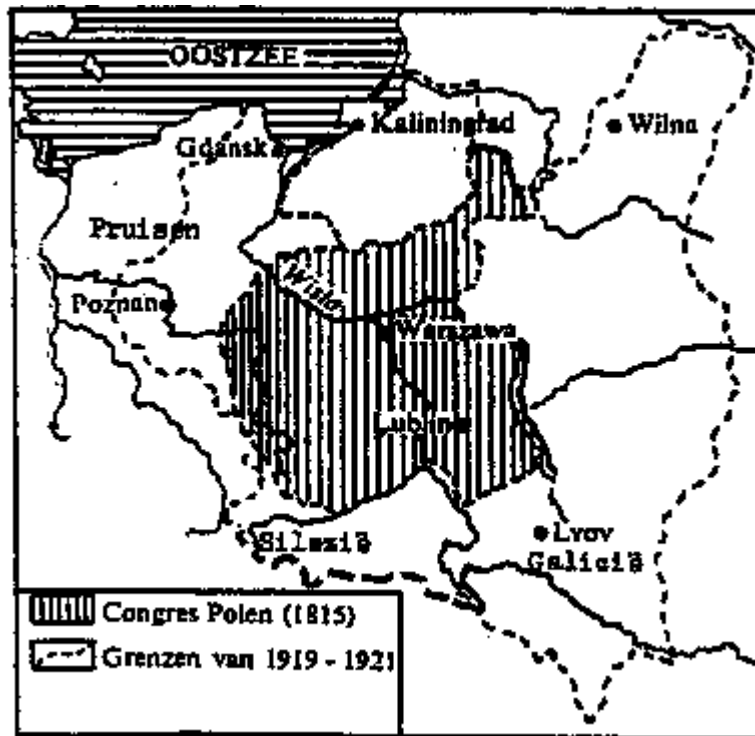 OOSTZEE
Kaliningrad
Wilna
Gdansk
Pruisen
Wisla
Poznan
Warszawa
Lublin
Lvov
Silezië
Galicië
Congres Polen (1815)
Grenzen van 1919 - 1921